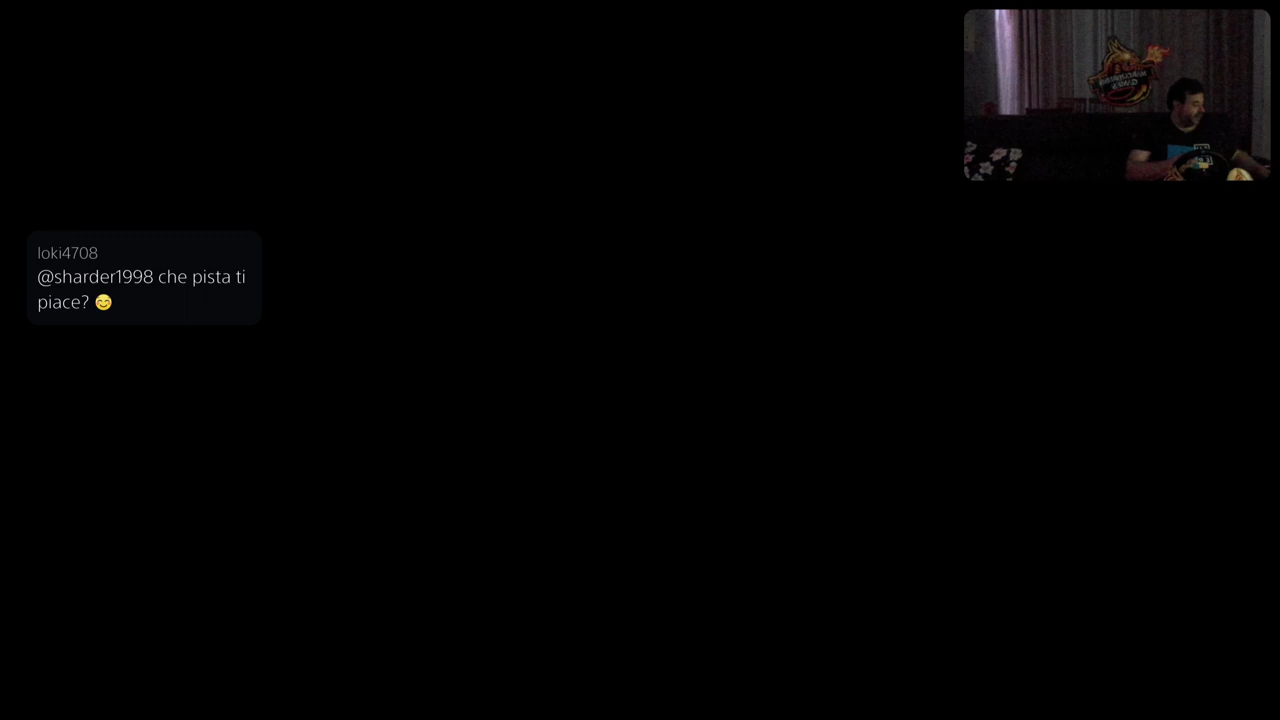 loki4708
@sharder1998 che pista ti
piace? 😊